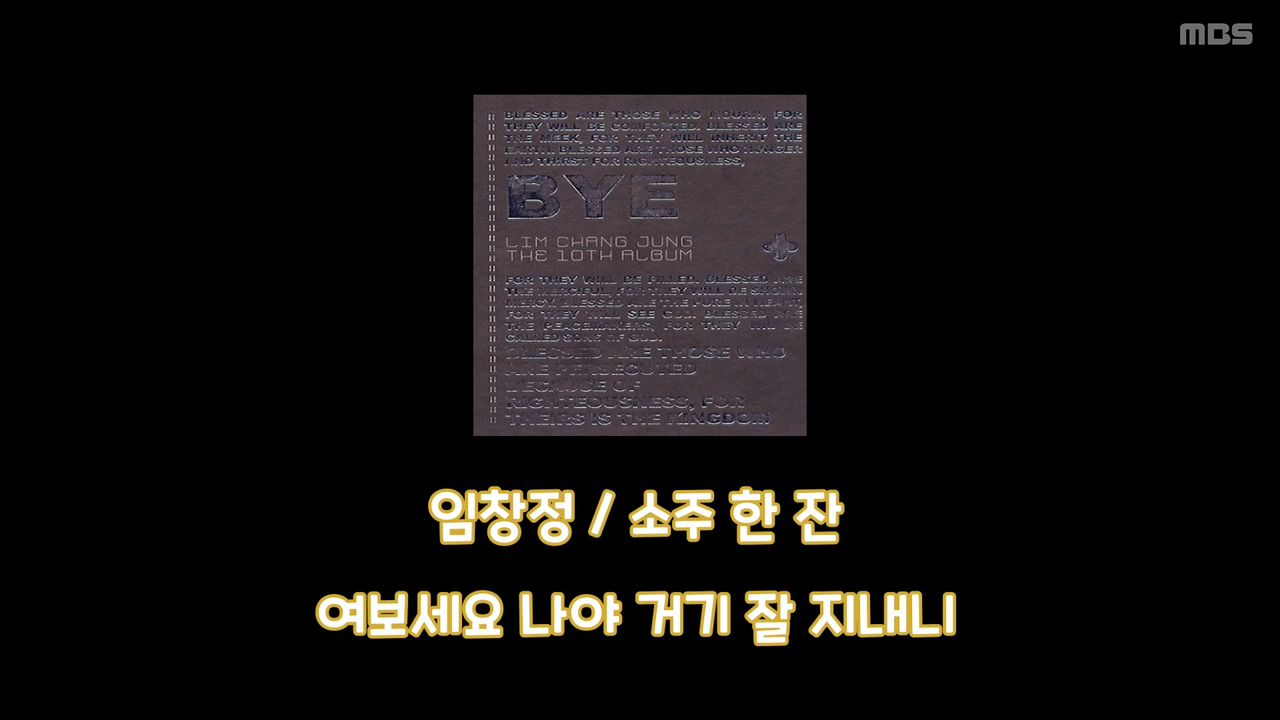 MBS
BLESSED ARE THOSE WHO MOURN, FOR
THEY WILL BE COMFORTED. BLESSED ARE
THE MEEK, FOR THEY WILL INHERIT THE
EARTH. BLESSED ARE THOSE WHO HUNGER
AND THIRST FOR RIGHTEOUSNESS,
BYE
LIM CHANG JUNG
THE 10TH ALBUM
FOR THEY WILL BE FILLED. BLESSED ARE
THE MERCIFUL, FOR THEY WILL BE SHOWN
MERCY. BLESSED ARE THE PURE IN HEART,
FOR THEY WILL SEE GOD. BLESSED ARE
THE PEACEMAKERS, FOR THEY WILL BE
CALLED SONS OF GOD.
BLESSED ARE THOSE WHO
ARE PERSECUTED
BECAUSE OF
RIGHTEOUSNESS, FOR
THEIRS IS THE KINGDOM
임창정 / 소주 한 잔
여보세요 나야 거기 잘 지내니